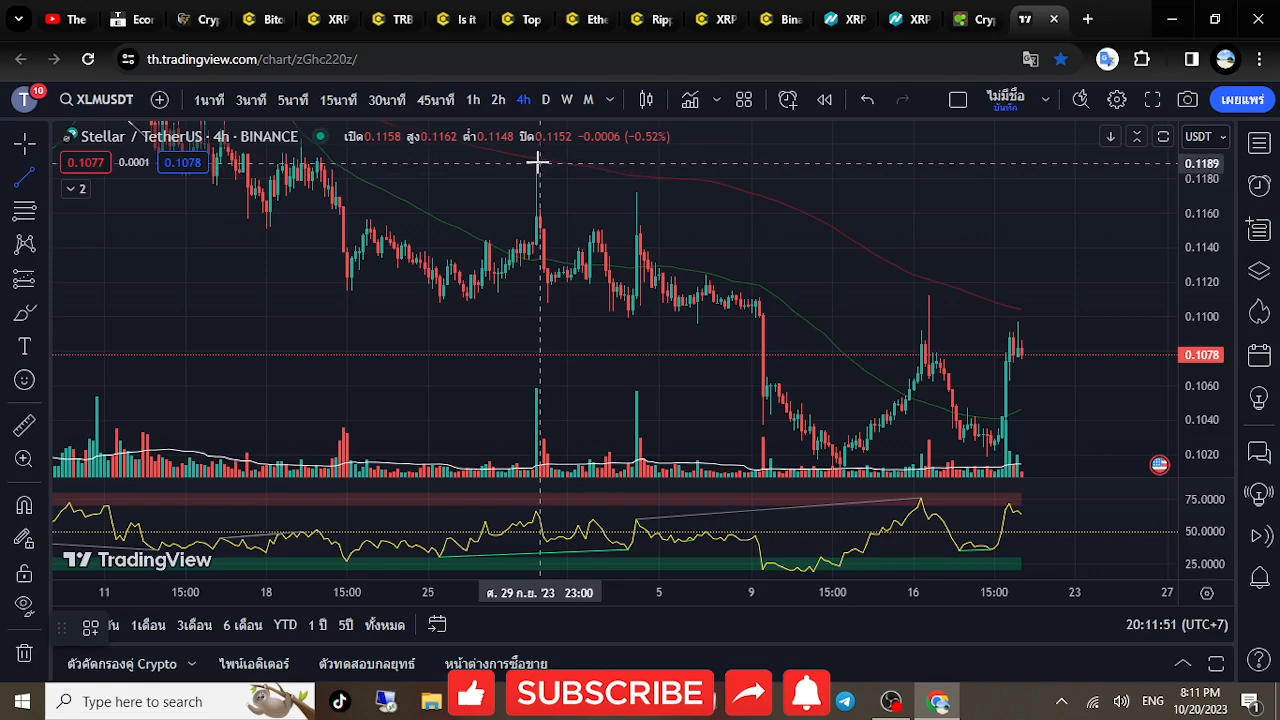 The
Econ
Cryp
Bitc
XRP
TRB
Is it
Top
Ethe
Ripp
XRP
Bina
XRP
XRP
Cryp
th.tradingview.com/chart/zGhc220z/
T
10
XLMUSDT
1นาที
3นาที
5นาที
15นาที
30นาที
45นาที
1h
2h
4h
D
W
M
ไม่มีชื่อ
บันทึก
เผยแพร่
Stellar / TetherUS · 4h · BINANCE
เปิด0.1158 สูง0.1162 ต่ำ0.1148 ปิด0.1152 −0.0006 (−0.52%)
USDT
0.1077
-0.0001
0.1078
2
0.1189
0.1180
0.1160
0.1140
0.1120
0.1100
0.1078
0.1060
0.1040
0.1020
75.0000
50.0000
25.0000
TradingView
11
15:00
18
15:00
25
ศ. 29 ก.ย. '23 23:00
5
9
15:00
16
15:00
23
27
1เดือน
3เดือน
6 เดือน
YTD
1 ปี
5ปี
ทั้งหมด
20:11:51 (UTC+7)
ตัวคัดกรองคู่ Crypto
ไพน์เอดิเตอร์
ตัวทดสอบกลยุทธ์
หน้าต่างการซื้อขาย
SUBSCRIBE
Type here to search
ENG
8:11 PM
10/20/2023
1